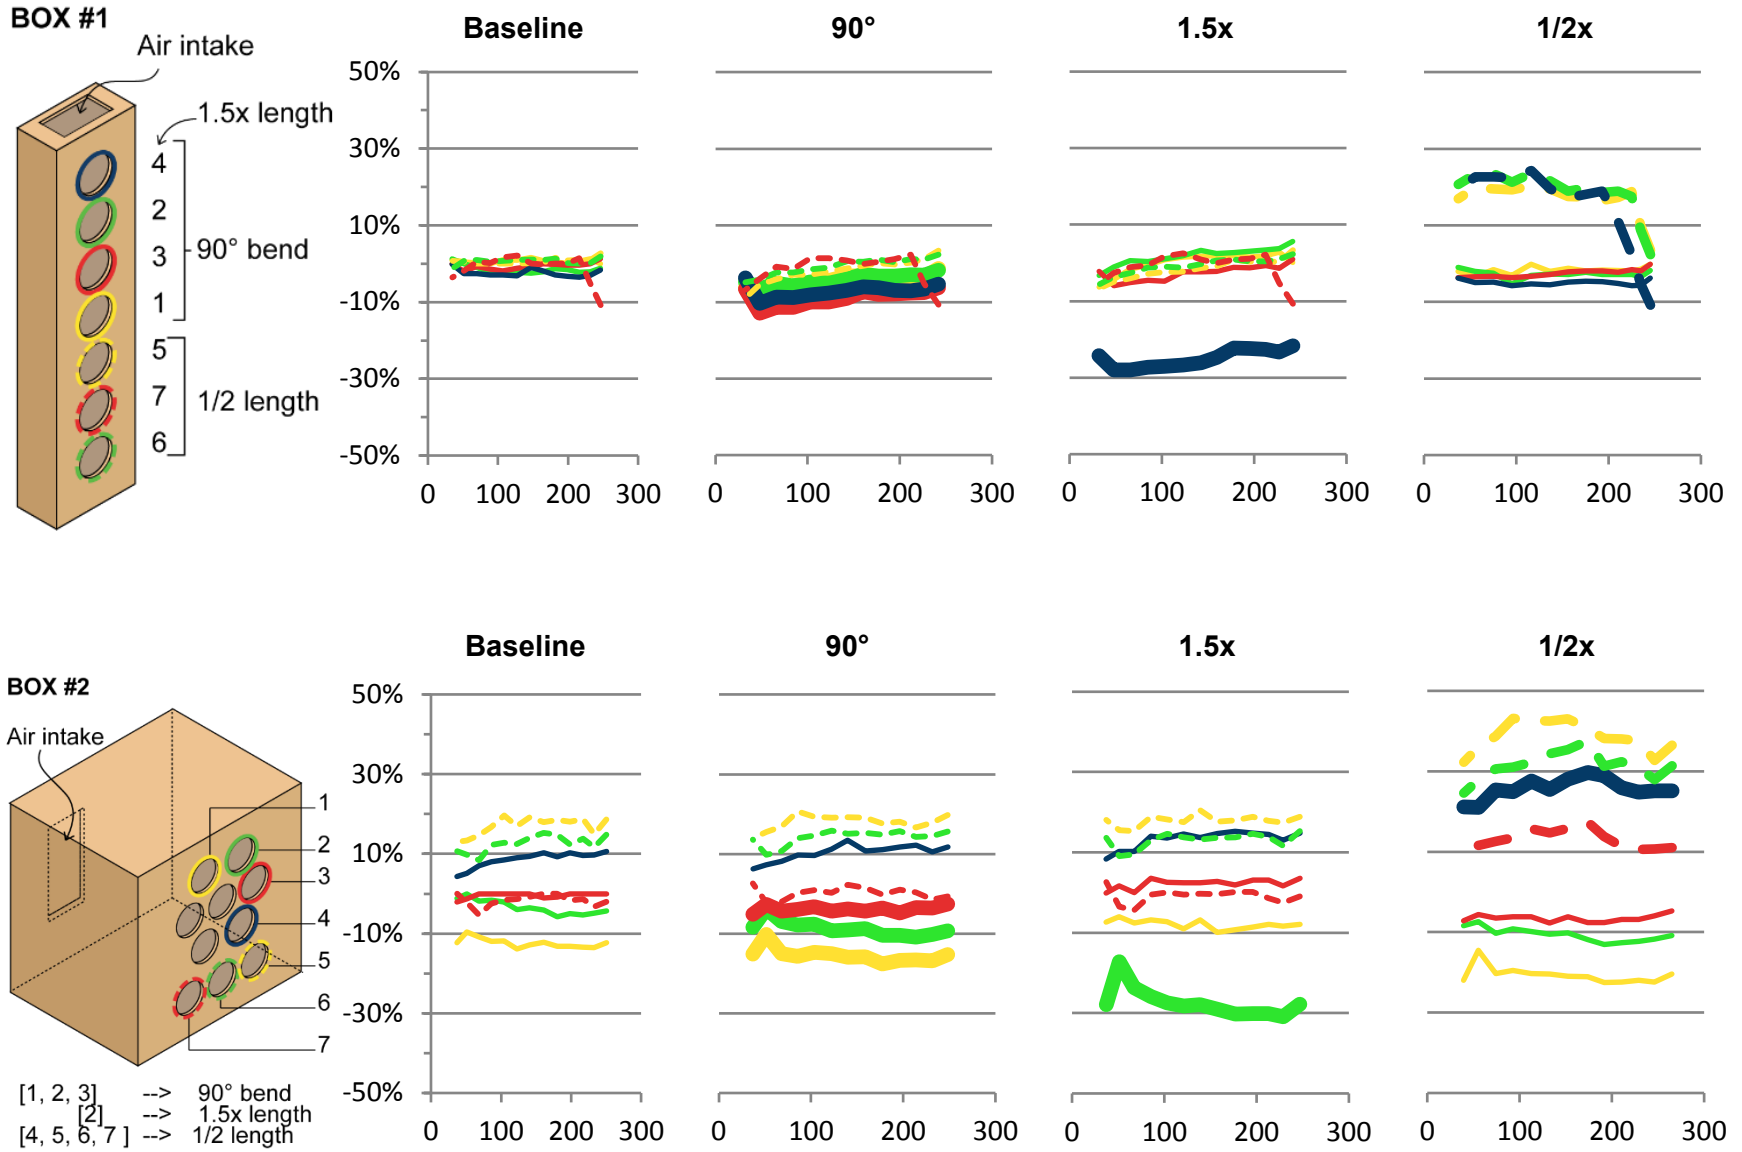 BOX #1
Air intake
1.5x length
4
2
3
1
90° bend
5
7
6
1/2 length
Baseline
90°
1.5x
1/2x
50%
30%
10%
-10%
-30%
-50%
0 100 200 300
0 100 200 300
0 100 200 300
0 100 200 300
BOX #2
Air intake
1
2
3
4
5
6
7
[1, 2, 3] --> 90° bend
[2] --> 1.5x length
[4, 5, 6, 7 ] --> 1/2 length
Baseline
90°
1.5x
1/2x
50%
30%
10%
-10%
-30%
-50%
0 100 200 300
0 100 200 300
0 100 200 300
0 100 200 300